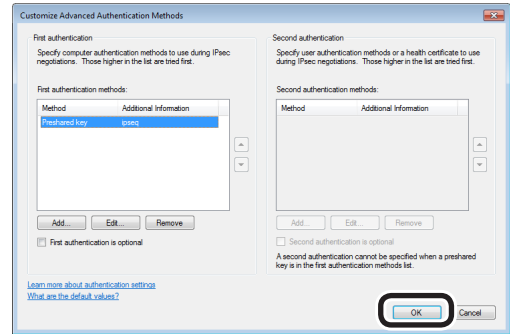 Customize Advanced Authentication Methods
First authentication
Specify computer authentication methods to use during IPsec
negotiations. Those higher in the list are tried first.
First authentication methods:
Method Additional Information
Preshared key ipseq
Add... Edit... Remove
First authentication is optional
Second authentication
Specify user authentication methods or a health certificate to use
during IPsec negotiations. Those higher in the list are tried first.
Second authentication methods:
Method Additional Information
Add... Edit... Remove
Second authentication is optional
A second authentication cannot be specified when a preshared
key is in the first authentication methods list.
Learn more about authentication settings
What are the default values?
OK Cancel